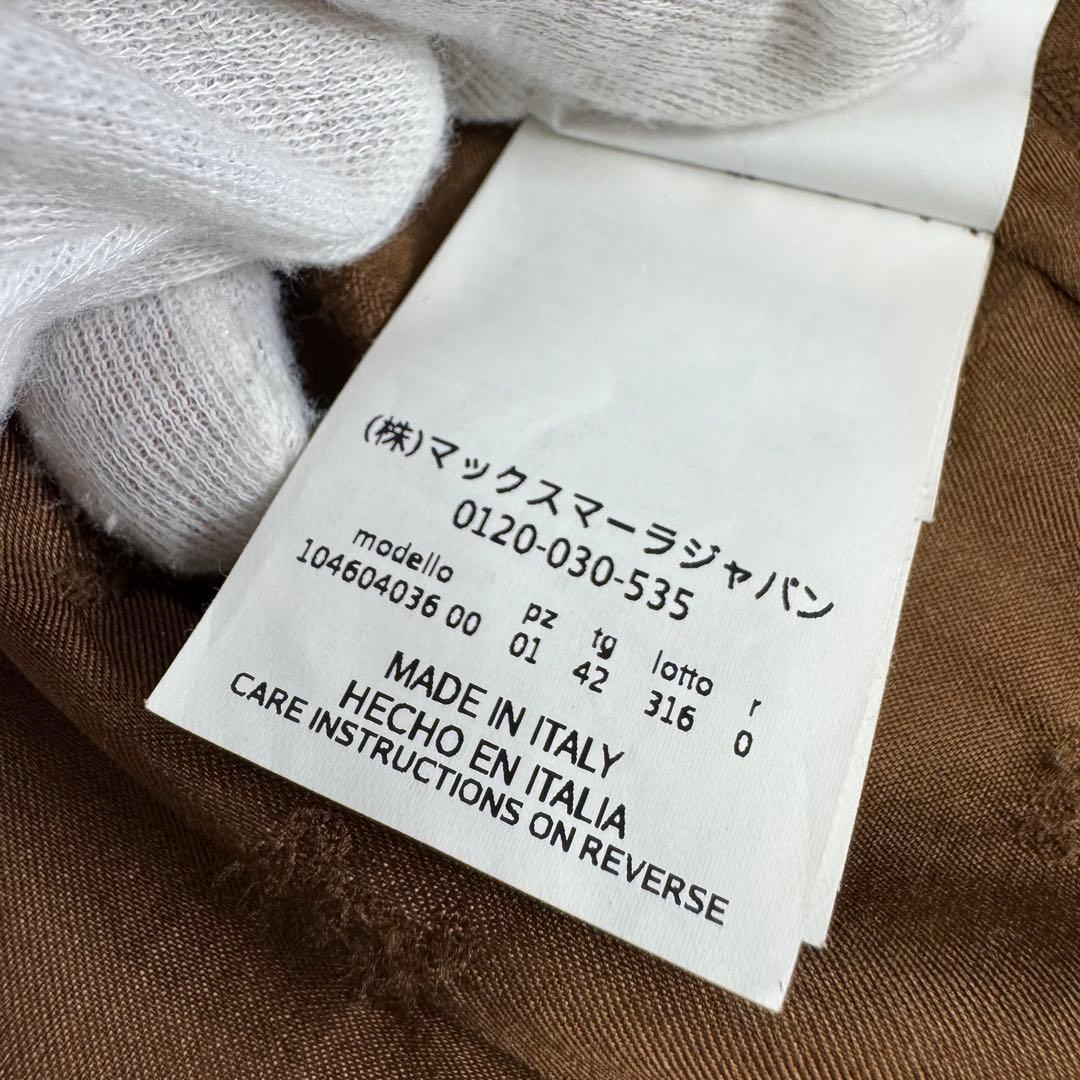 (株)マックスマーラジャパン
0120-030-535
modello pz tg lotto r
104604036 00 01 42 316 0
MADE IN ITALY
HECHO EN ITALIA
CARE INSTRUCTIONS ON REVERSE